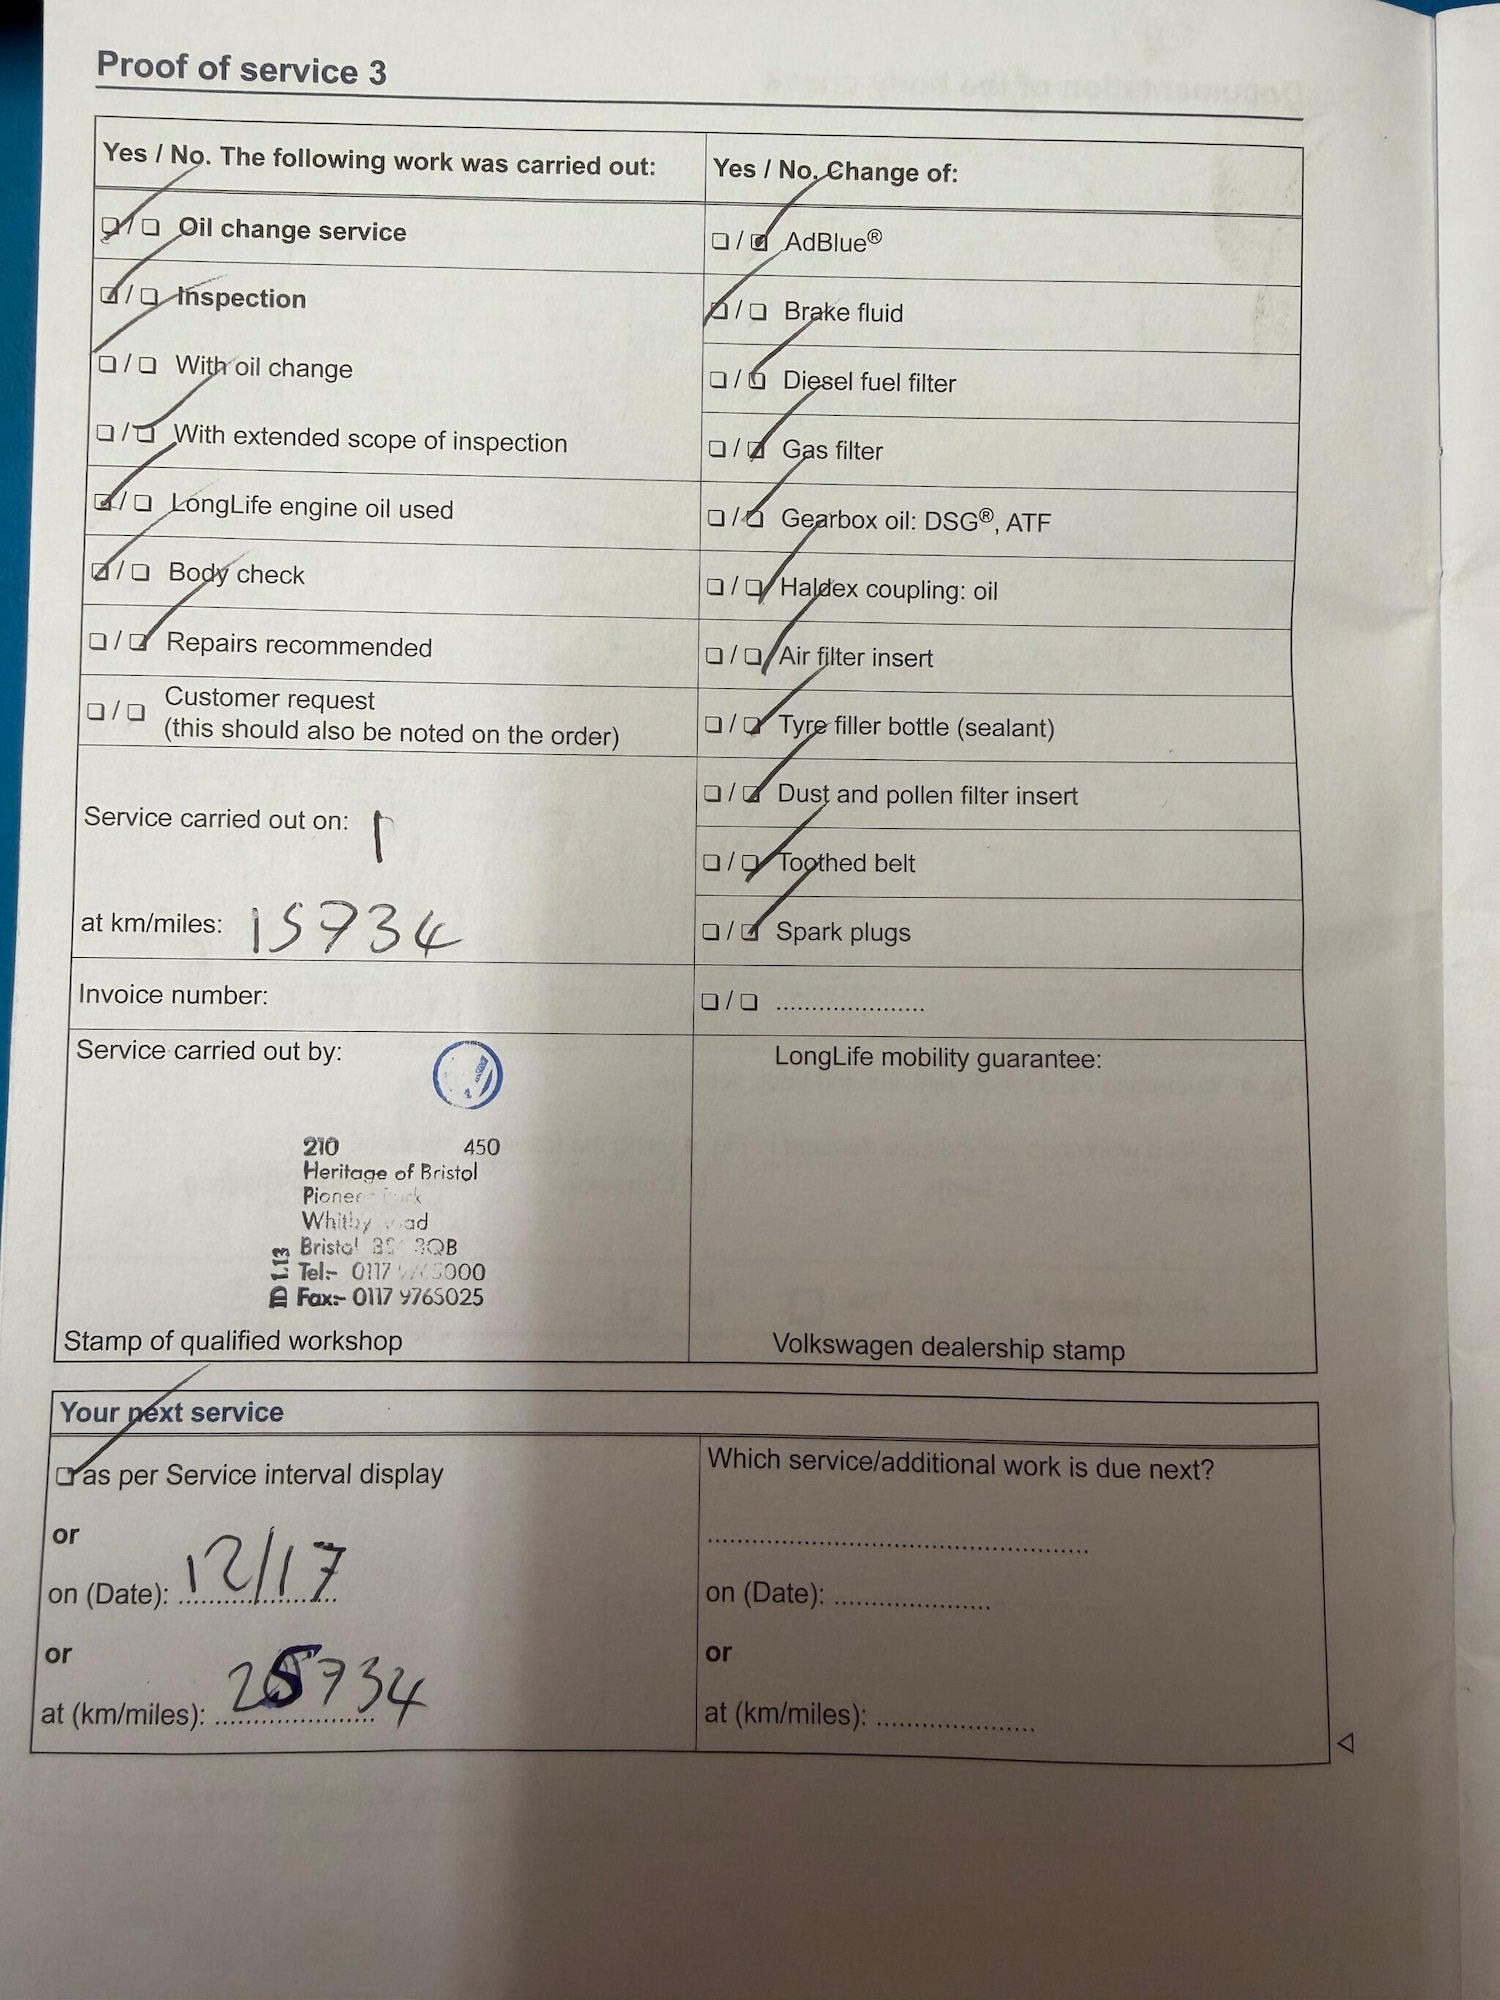 Proof of service 3
Yes / No. The following work was carried out:
Oil change service
Inspection
With oil change
With extended scope of inspection
LongLife engine oil used
Body check
Repairs recommended
Customer request
(this should also be noted on the order)
Service carried out on:
at km/miles: 15734
Invoice number:
Yes / No. Change of:
AdBlue®
Brake fluid
Diesel fuel filter
Gas filter
Gearbox oil: DSG®, ATF
Haldex coupling: oil
Air filter insert
Tyre filler bottle (sealant)
Dust and pollen filter insert
Toothed belt
Spark plugs
.....................
Service carried out by:
210 450
Heritage of Bristol
Bristol
Tel:-
Fax:- 0117 9765025
Stamp of qualified workshop
LongLife mobility guarantee:
Volkswagen dealership stamp
Your next service
as per Service interval display
or
on (Date): 12/17
or
at (km/miles): 25734
Which service/additional work is due next?
on (Date): .....................
or
at (km/miles): .....................